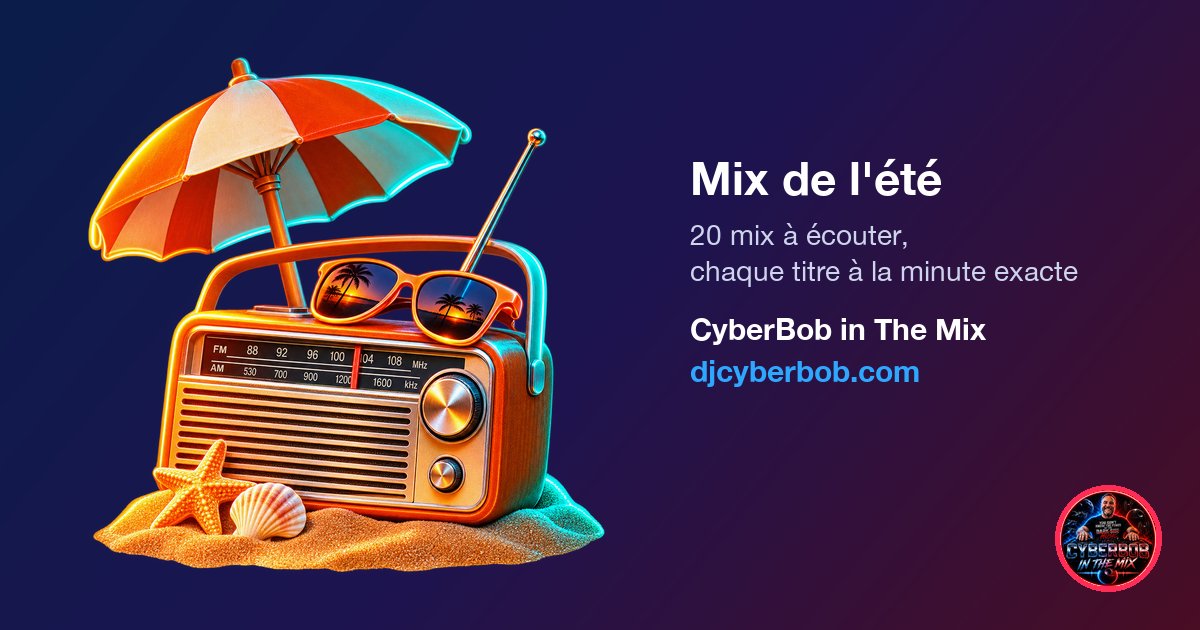 Mix de l'été
20 mix à écouter,
chaque titre à la minute exacte
CyberBob in The Mix
djcyberbob.com
FM 88 92 96 100 04 108 MHz
AM 530 700 900 1200 1600 kHz
CYBERBOB
IN THE MIX